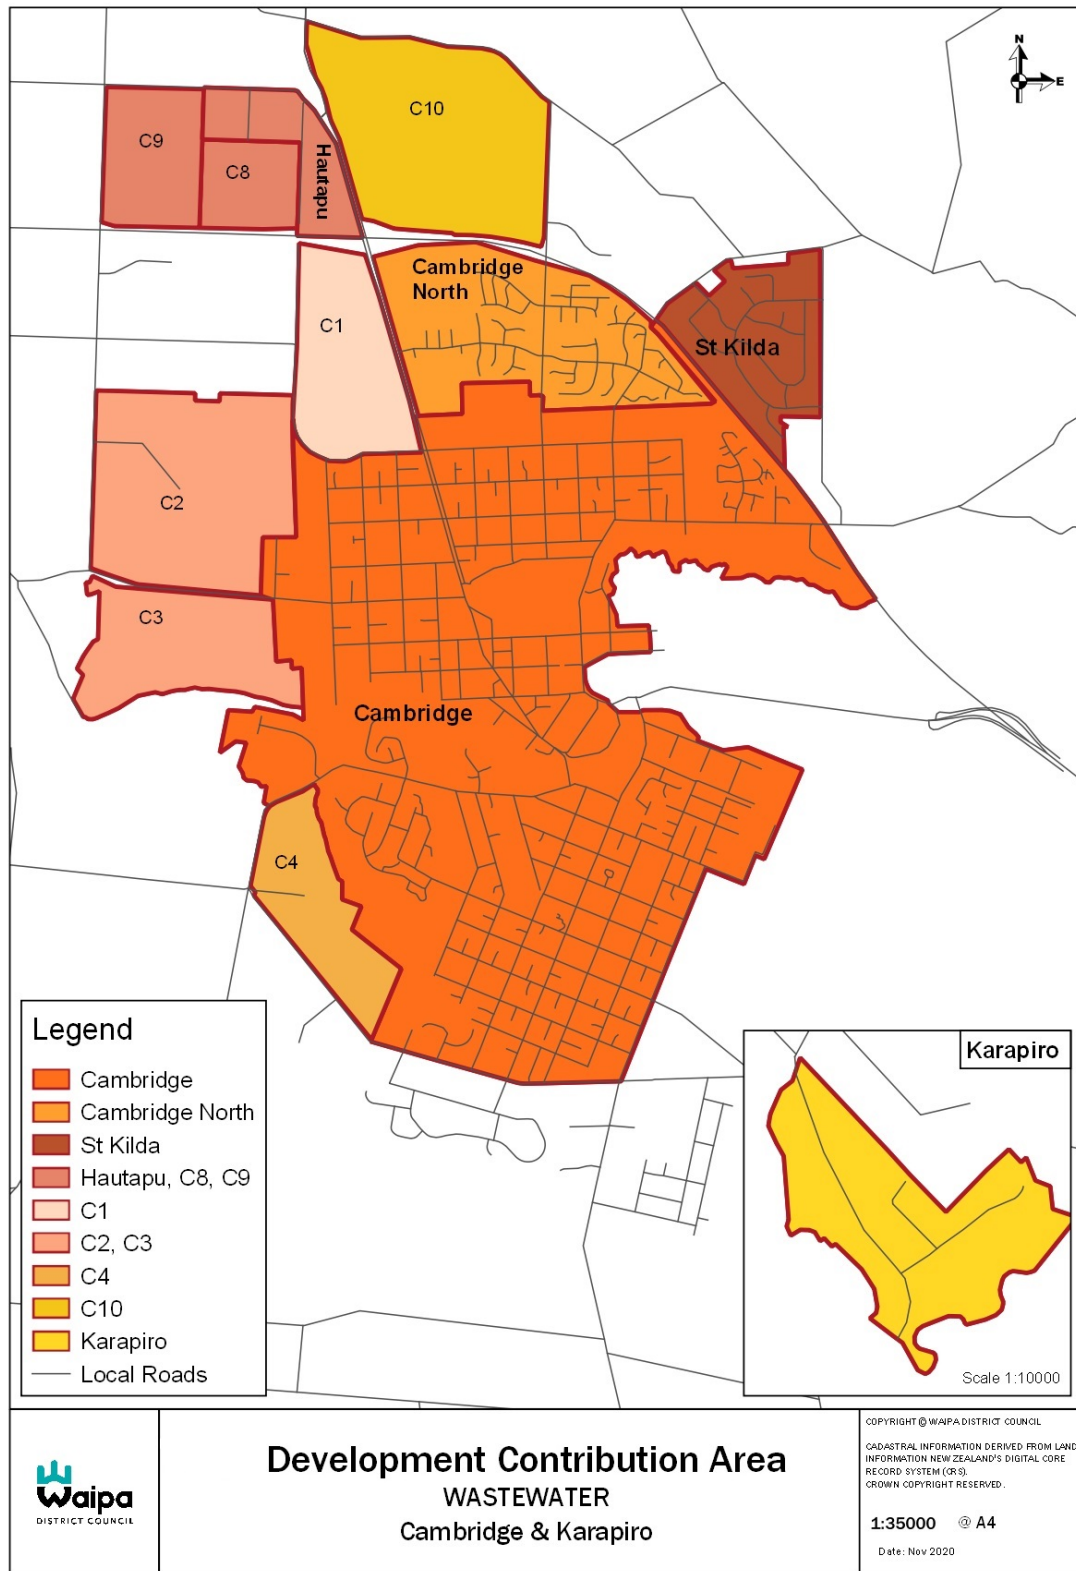 N
E
C10
C9
C8
Hautapu
Cambridge
North
C1
St Kilda
C2
C3
Cambridge
C4
Legend
Cambridge
Cambridge North
St Kilda
Hautapu, C8, C9
C1
C2, C3
C4
C10
Karapiro
Local Roads
Karapiro
Scale 1:10000
Waipa
DISTRICT COUNCIL
Development Contribution Area
WASTEWATER
Cambridge & Karapiro
COPYRIGHT © WAIPA DISTRICT COUNCIL
CADASTRAL INFORMATION DERIVED FROM LAND
INFORMATION NEW ZEALAND'S DIGITAL CORE
RECORD SYSTEM (CRS).
CROWN COPYRIGHT RESERVED.
1:35000 @ A4
Date: Nov 2020